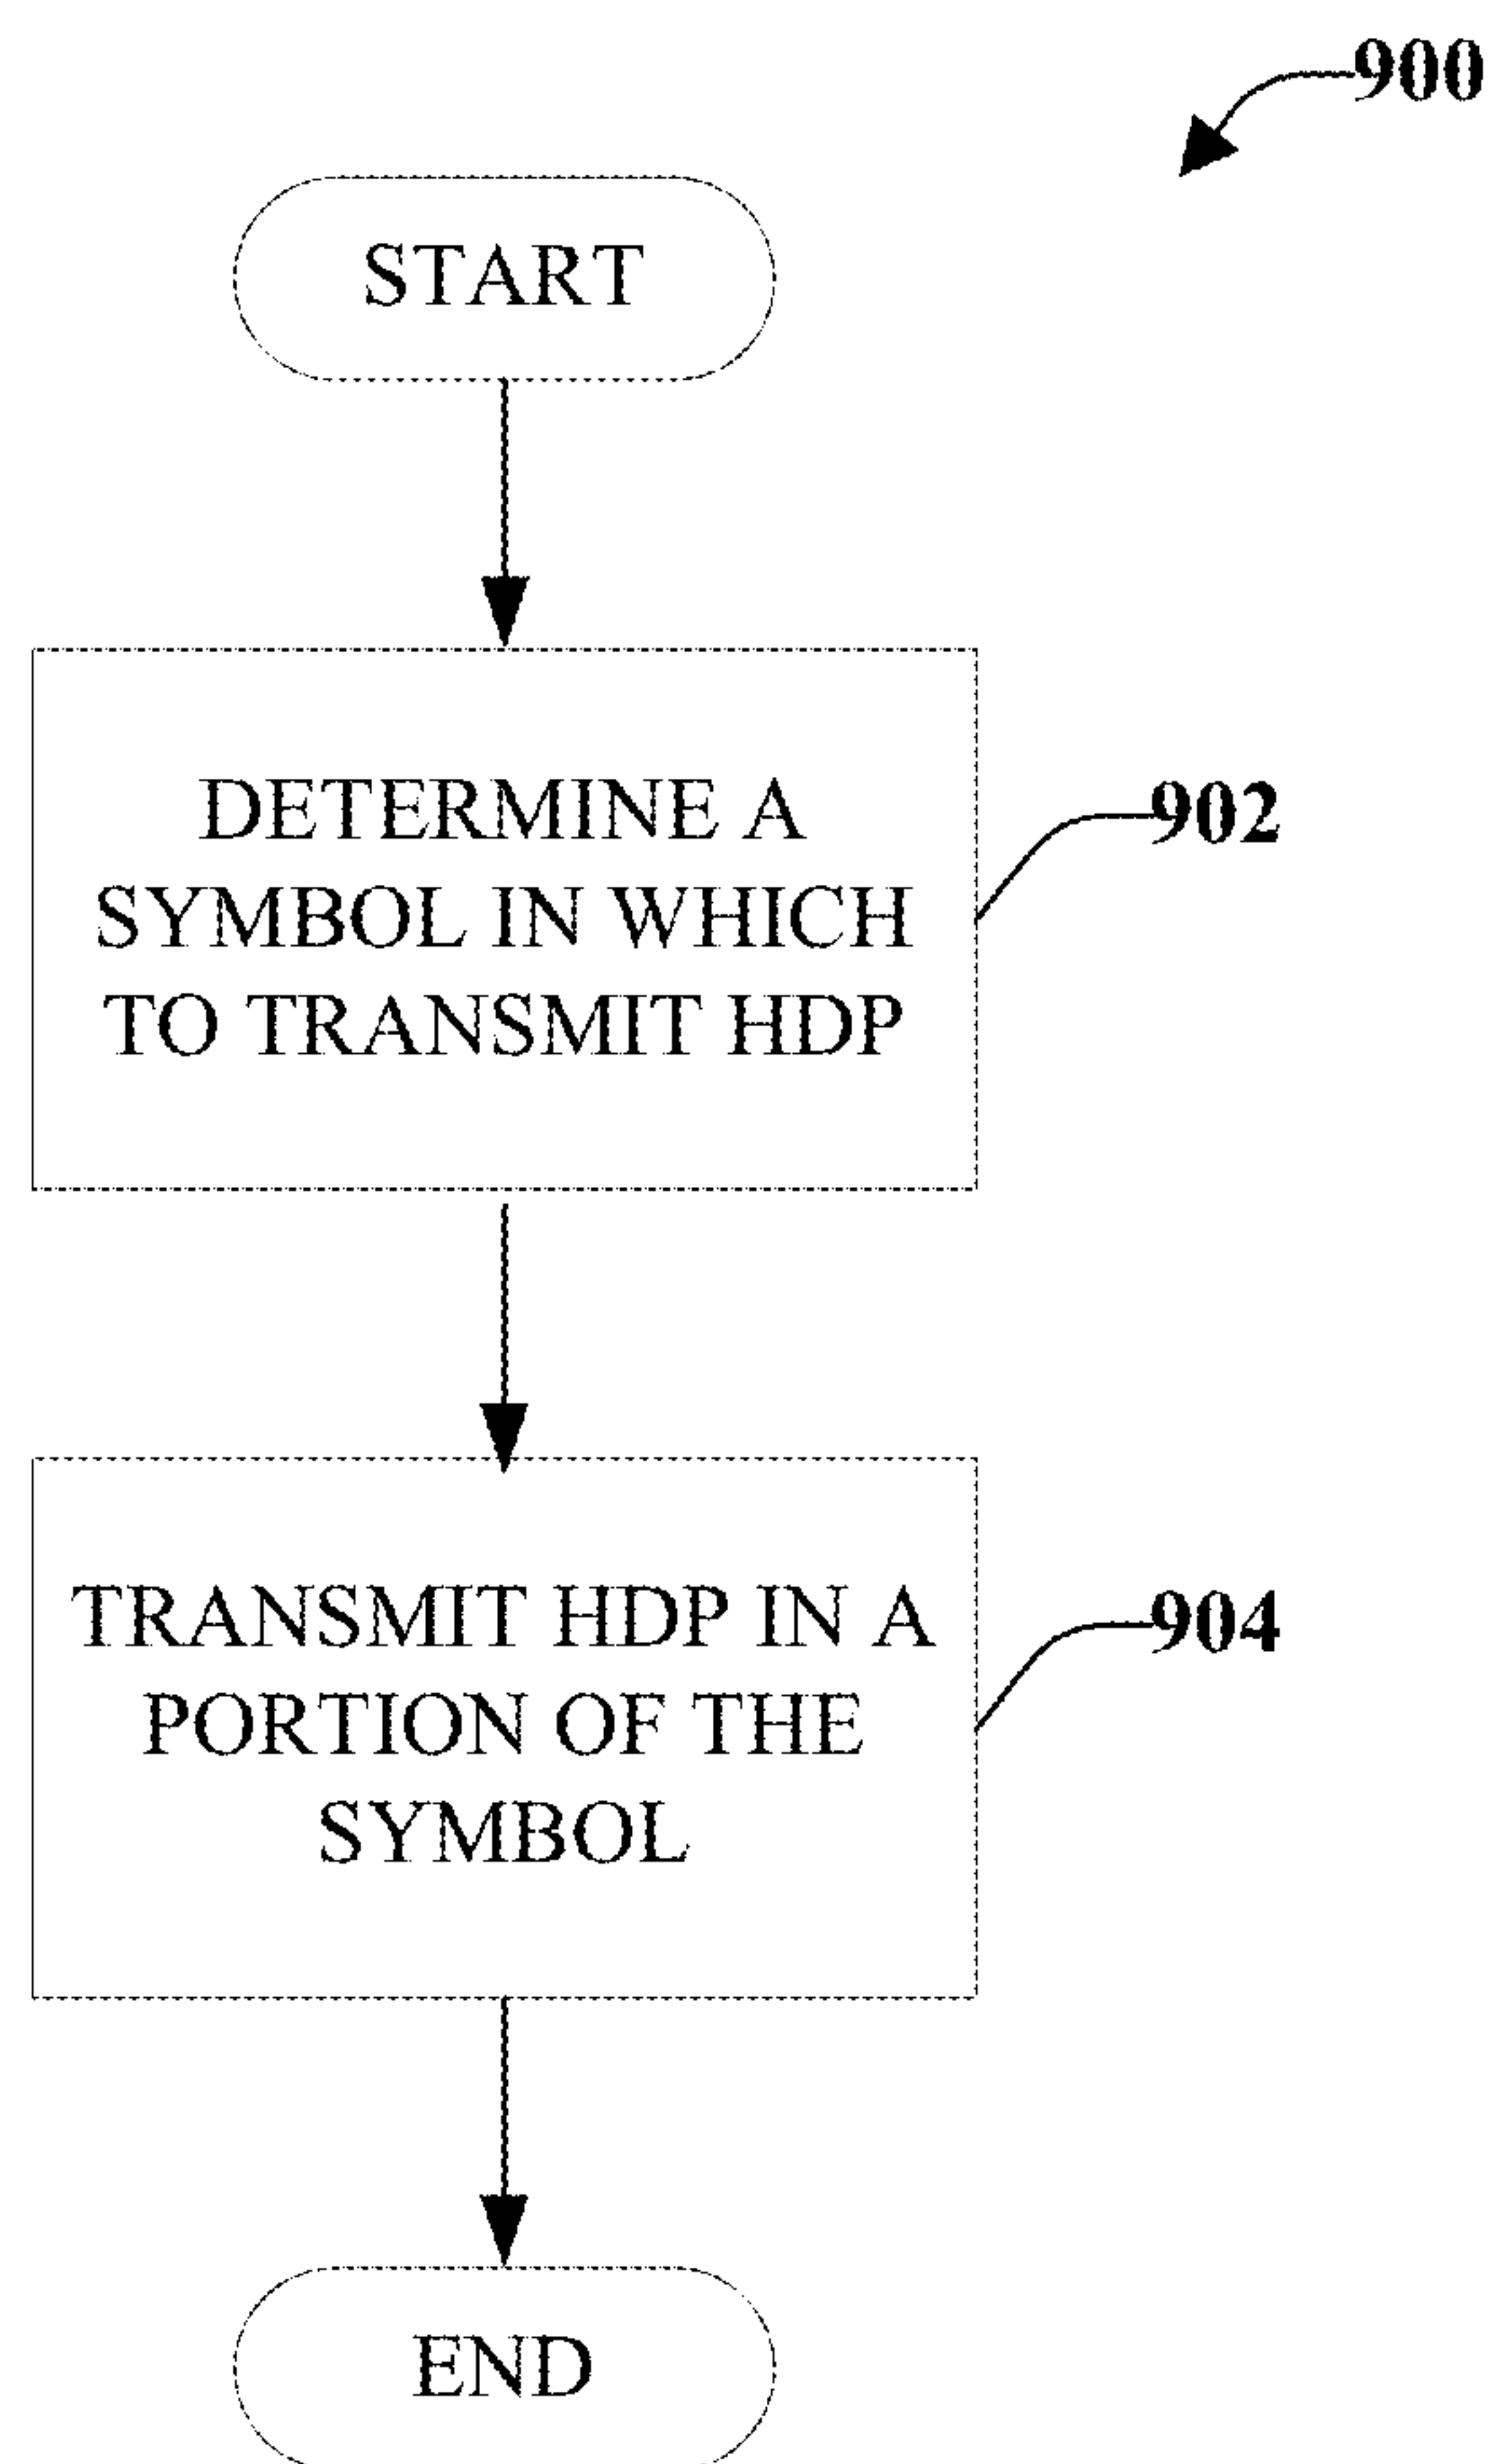 900
START
DETERMINE A
SYMBOL IN WHICH
TO TRANSMIT HDP
902
TRANSMIT HDP IN A
PORTION OF THE
SYMBOL
904
END